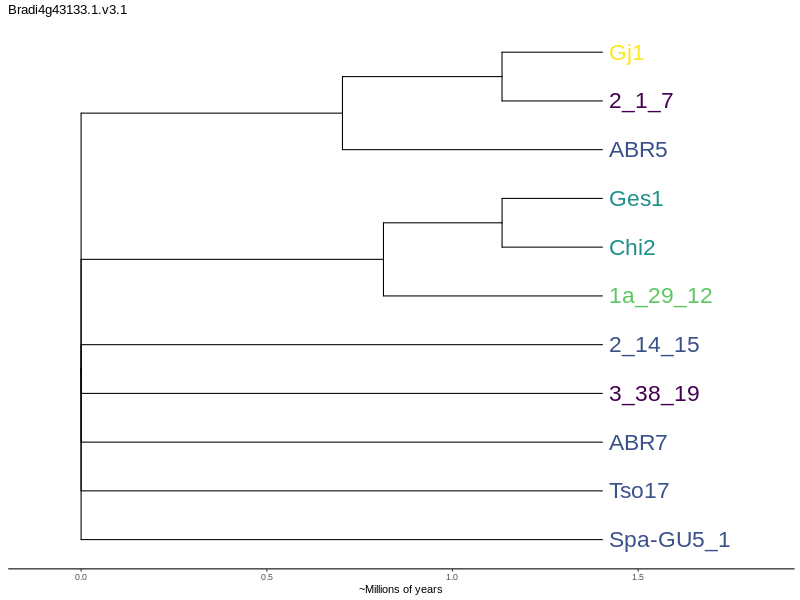 Bradi4g43133.1.v3.1
Gj1
2_1_7
ABR5
Ges1
Chi2
1a_29_12
2_14_15
3_38_19
ABR7
Tso17
Spa-GU5_1
0.0 0.5 1.0 1.5
~Millions of years